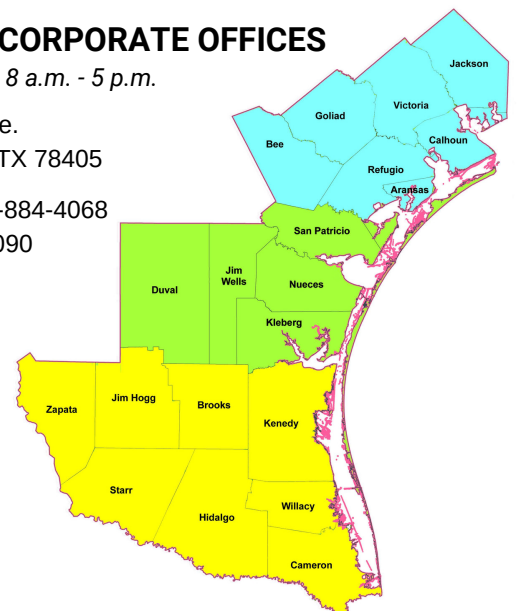 CORPORATE OFFICES
8 a.m. - 5 p.m.
e.
TX 78405
-884-4068
090
Jackson
Victoria
Goliad
Calhoun
Bee
Refugio
Aransas
San Patricio
Jim
Wells
Duval
Nueces
Kleberg
Jim Hogg
Brooks
Zapata
Kenedy
Starr
Willacy
Hidalgo
Cameron